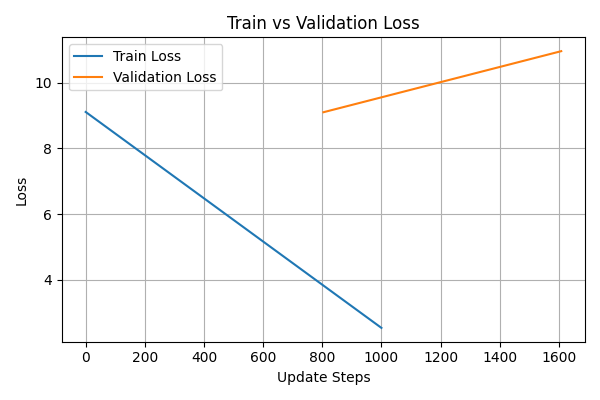 Train vs Validation Loss
Train Loss
Validation Loss
Loss
10
8
6
4
0 200 400 600 800 1000 1200 1400 1600
Update Steps